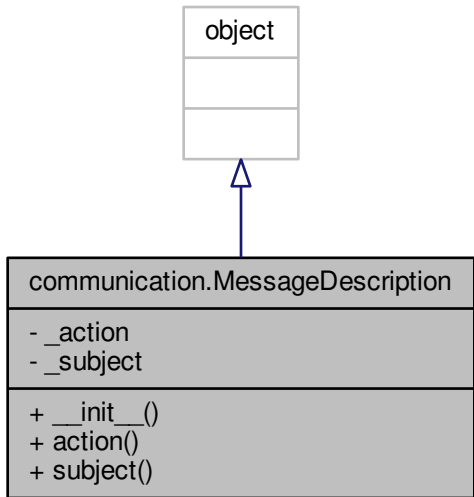 object
communication.MessageDescription
- _action
- _subject
+ __init__()
+ action()
+ subject()